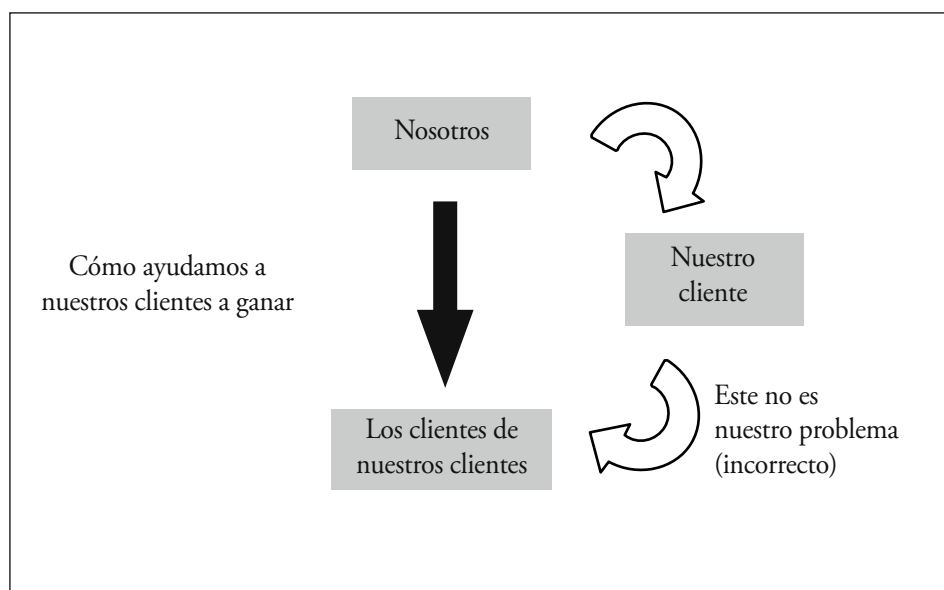 Nosotros
Nuestro
cliente
Cómo ayudamos a
nuestros clientes a ganar
Los clientes de
nuestros clientes
Este no es
nuestro problema
(incorrecto)